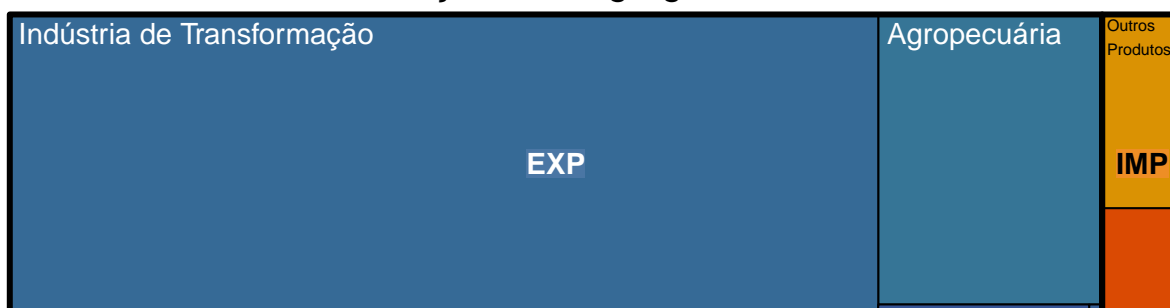 Indústria de Transformação
Agropecuária
Outros
Produtos
EXP
IMP